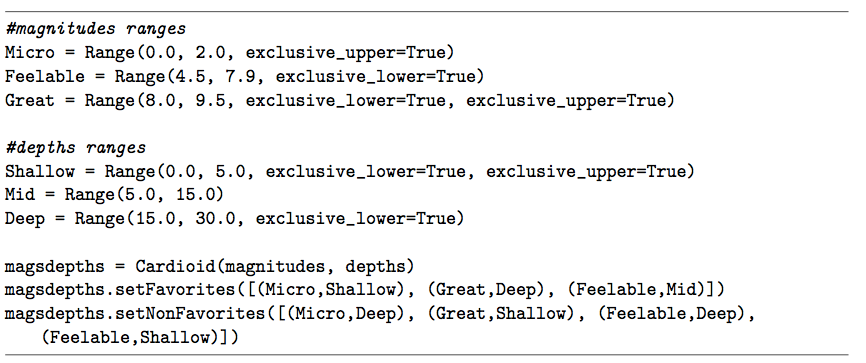 #magnitudes ranges
Micro = Range(0.0, 2.0, exclusive_upper=True)
Feelable = Range(4.5, 7.9, exclusive_lower=True)
Great = Range(8.0, 9.5, exclusive_lower=True, exclusive_upper=True)
#depths ranges
Shallow = Range(0.0, 5.0, exclusive_lower=True, exclusive_upper=True)
Mid = Range(5.0, 15.0)
Deep = Range(15.0, 30.0, exclusive_lower=True)
magsdepths = Cardioid(magnitudes, depths)
magsdepths.setFavorites([(Micro,Shallow), (Great,Deep), (Feelable,Mid)])
magsdepths.setNonFavorites([(Micro,Deep), (Great,Shallow), (Feelable,Deep),
(Feelable,Shallow)])